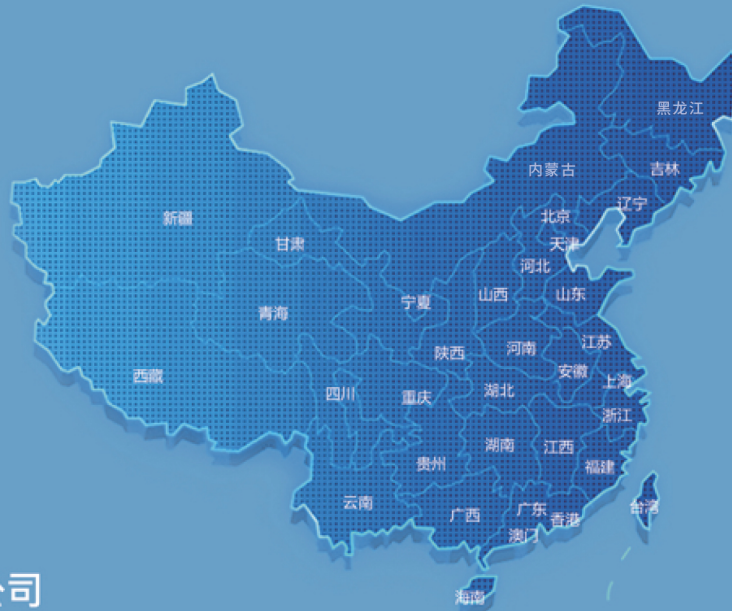 黑龙江
内蒙古
吉林
辽宁
北京
新疆
甘肃
天津
河北
山西
山东
宁夏
青海
江苏
河南
陕西
安徽
西藏
上海
四川
重庆
湖北
浙江
湖南
江西
贵州
福建
云南
台湾
广东
广西
香港
澳门
公司
海南